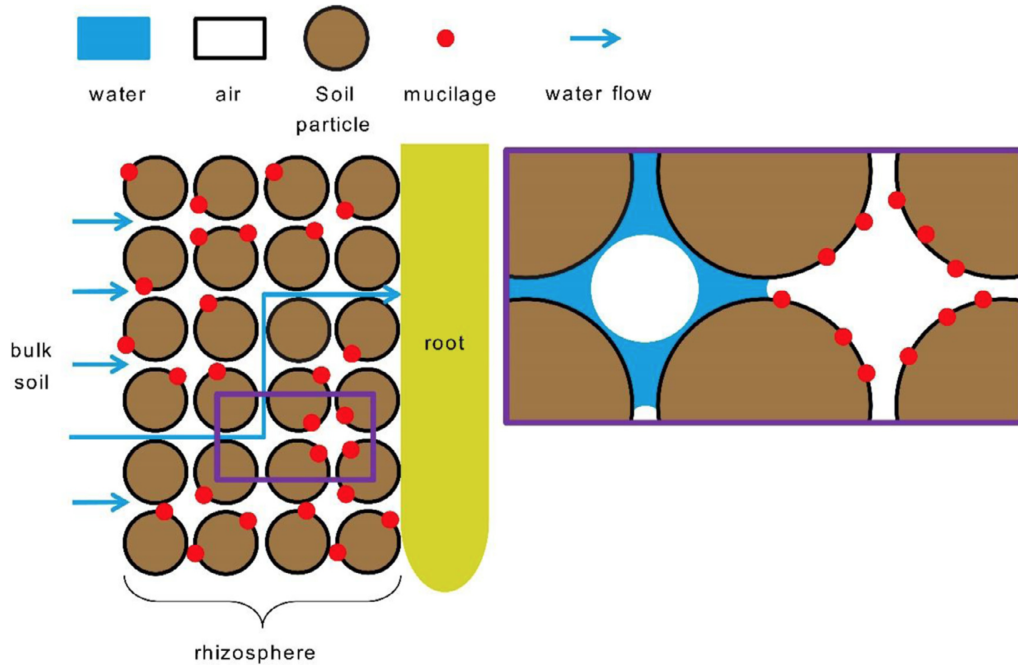 water
air
Soil
particle
mucilage
water flow
bulk
soil
root
rhizosphere